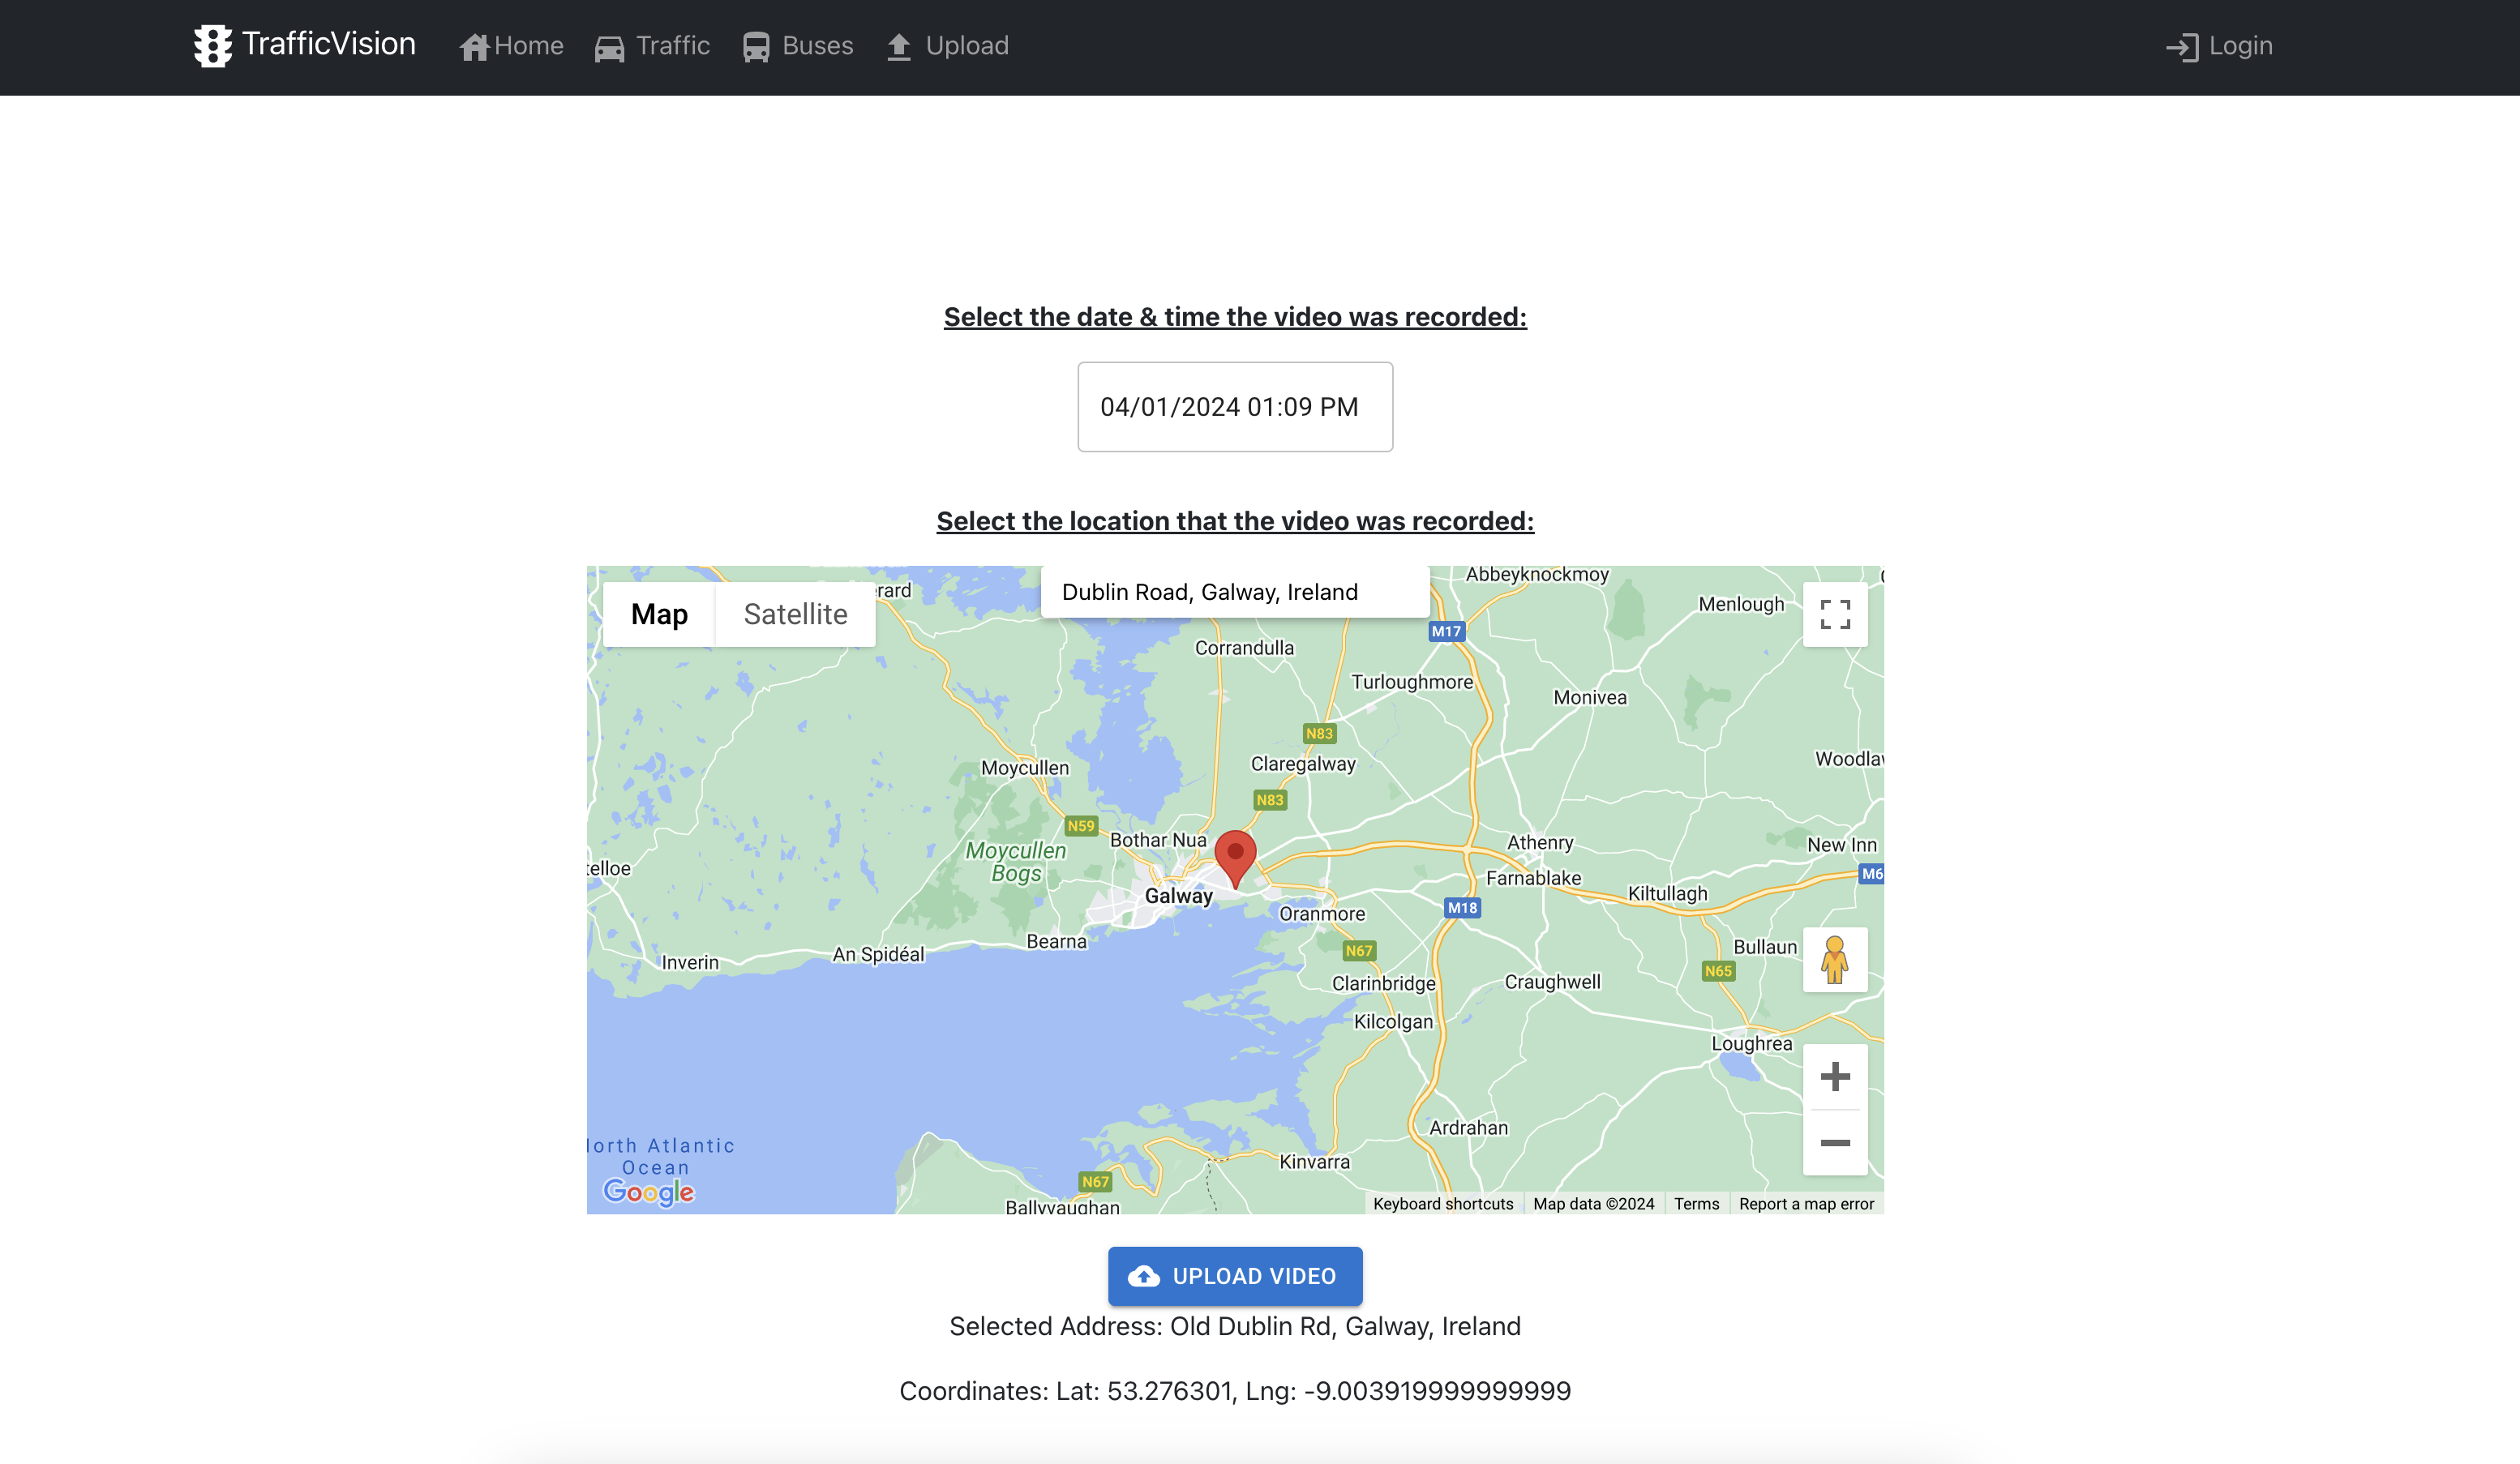 TrafficVision Home Traffic Buses Upload Login
Select the date & time the video was recorded:
04/01/2024 01:09 PM
Select the location that the video was recorded:
Map Satellite
Dublin Road, Galway, Ireland
Abbeyknockmoy
erard
Menlough
M17
Corrandulla
Turloughmore
Monivea
N83
Woodlaw
Claregalway
Moycullen
N83
N59
Bothar Nua
Athenry
New Inn
Moycullen
Bogs
telloe
M6
Farnablake
Kiltullagh
Galway
M18
Oranmore
Bearna
Bullaun
N67
An Spidéal
Inverin
N65
Clarinbridge
Craughwell
Kilcolgan
Loughrea
Ardrahan
orth Atlantic
Ocean
Kinvarra
N67
Google
Ballyvaughan
Keyboard shortcuts Map data ©2024 Terms Report a map error
UPLOAD VIDEO
Selected Address: Old Dublin Rd, Galway, Ireland
Coordinates: Lat: 53.276301, Lng: -9.003919999999999